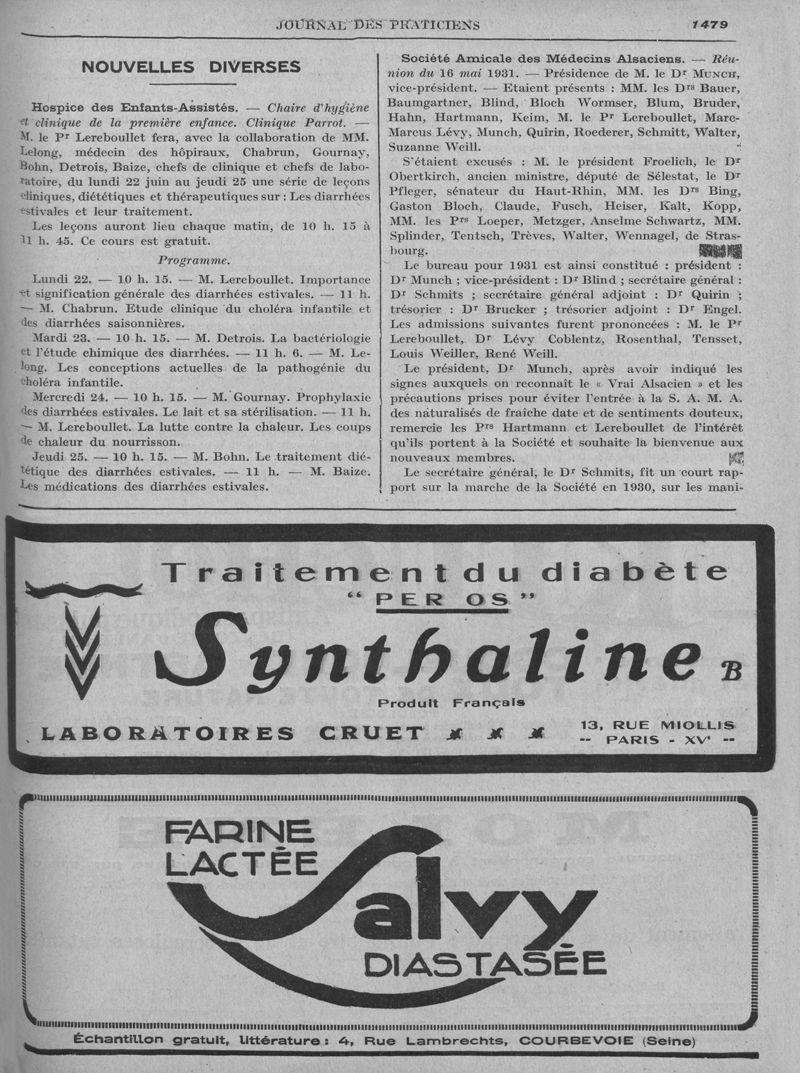 JOURNAL DES PRATICIENS 1479
NOUVELLES DIVERSES
Hospice des Enfants-Assistés. — Chaire d'hygiène
et clinique de la première enfance. Clinique Parrot. —
M. le Pr Lereboullet fera, avec la collaboration de MM.
Lelong, médecin des hôpiraux, Chabrun, Gournay,
Bohn, Detrois, Baize, chefs de clinique et chefs de labo-
ratoire, du lundi 22 juin au jeudi 25 une série de leçons
cliniques, diététiques et thérapeutiques sur : Les diarrhées
estivales et leur traitement.
Les leçons auront lieu chaque matin, de 10 h. 15 à
11 h. 45. Ce cours est gratuit.
Programme.
Lundi 22. — 10 h. 15. — M. Lereboullet. Importance
et signification générale des diarrhées estivales. — 11 h.
— M. Chabrun. Etude clinique du choléra infantile et
des diarrhées saisonnières.
Mardi 23. — 10 h. 15. — M. Detrois. La bactériologie
et l'étude chimique des diarrhées. — 11 h. 6. — M. Le-
long. Les conceptions actuelles de la pathogénie du
choléra infantile.
Mercredi 24. — 10 h. 15. — M. Gournay. Prophylaxie
des diarrhées estivales. Le lait et sa stérilisation. — 11 h.
— M. Lereboullet. La lutte contre la chaleur. Les coups
de chaleur du nourrisson.
Jeudi 25. — 10 h. 15. — M. Bohn. Le traitement dié-
tétique des diarrhées estivales. — 11 h. — M. Baize.
Les médications des diarrhées estivales.
Société Amicale des Médecins Alsaciens. — Réu-
nion du 16 mai 1931. — Présidence de M. le Dr MUNCH,
vice-président. — Etaient présents : MM. les Drs Bauer,
Baumgartner, Blind, Bloch Wormser, Blum, Bruder,
Hahn, Hartmann, Keim, M. le Pr Lereboullet, Marc-
Marcus Lévy, Munch, Quirin, Roederer, Schmitt, Walter,
Suzanne Weill.
S'étaient excusés : M. le président Froelich, le Dr
Obertkirch, ancien ministre, député de Sélestat, le Dr
Pfleger, sénateur du Haut-Rhin, MM. les Drs Bing,
Gaston Bloch, Claude, Fusch, Heiser, Kalt, Kopp,
MM. les Prs Loeper, Metzger, Anselme Schwartz, MM.
Splinder, Tentsch, Trèves, Walter, Wennagel, de Stras-
bourg.
Le bureau pour 1931 est ainsi constitué : président :
Dr Munch ; vice-président : Dr Blind ; secrétaire général :
Dr Schmits ; secrétaire général adjoint : Dr Quirin ;
trésorier : Dr Brucker ; trésorier adjoint : Dr Engel.
Les admissions suivantes furent prononcées : M. le Pr
Lereboullet, Dr Lévy Coblentz, Rosenthal, Tensset,
Louis Weiller, René Weill.
Le président, Dr Munch, après avoir indiqué les
signes auxquels on reconnaît le « Vrai Alsacien » et les
précautions prises pour éviter l'entrée à la S. A. M. A.
des naturalisés de fraîche date et de sentiments douteux,
remercie les Prs Hartmann et Lereboullet de l'intérêt
qu'ils portent à la Société et souhaite la bienvenue aux
nouveaux membres.
Le secrétaire général, le Dr Schmits, fit un court rap-
port sur la marche de la Société en 1930, sur les mani-
Traitement du diabète
“ PER OS ”
Synthaline B
Produit Français
LABORATOIRES CRUET
13, RUE MIOLLIS
-- PARIS - XVe --
FARINE
LACTÉE
Salvy
DIASTASÉE
Échantillon gratuit, littérature : 4, Rue Lambrechts, COURBEVOIE (Seine)